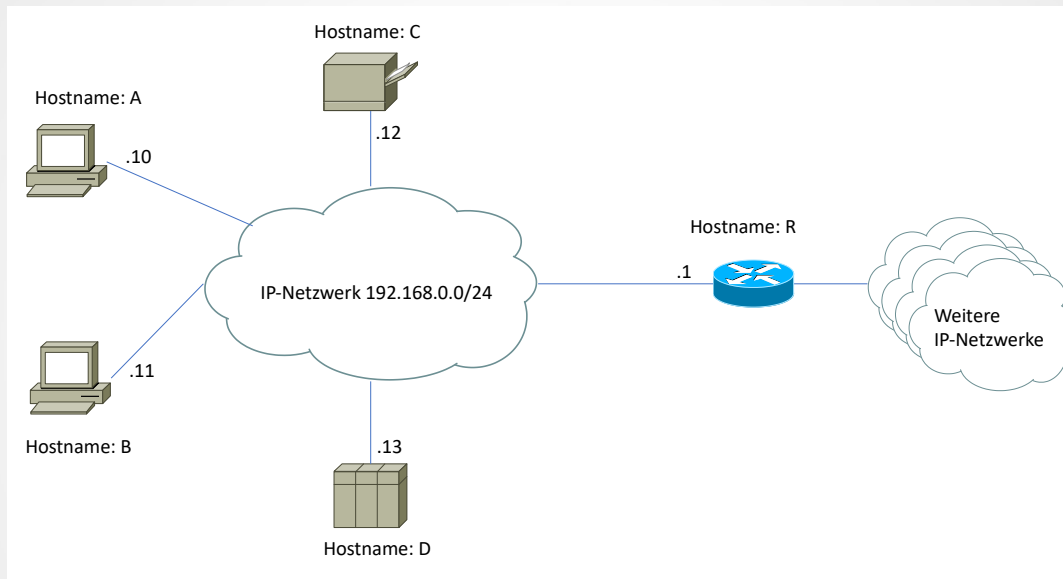 Hostname: C
Hostname: A
.12
.10
Hostname: R
.1
IP-Netzwerk 192.168.0.0/24
Weitere
IP-Netzwerke
.11
Hostname: B
.13
Hostname: D